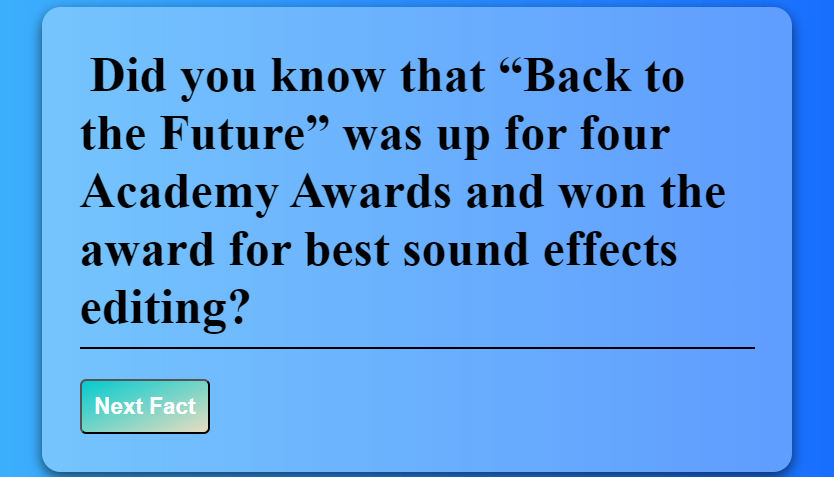 Did you know that “Back to
the Future” was up for four
Academy Awards and won the
award for best sound effects
editing?
Next Fact